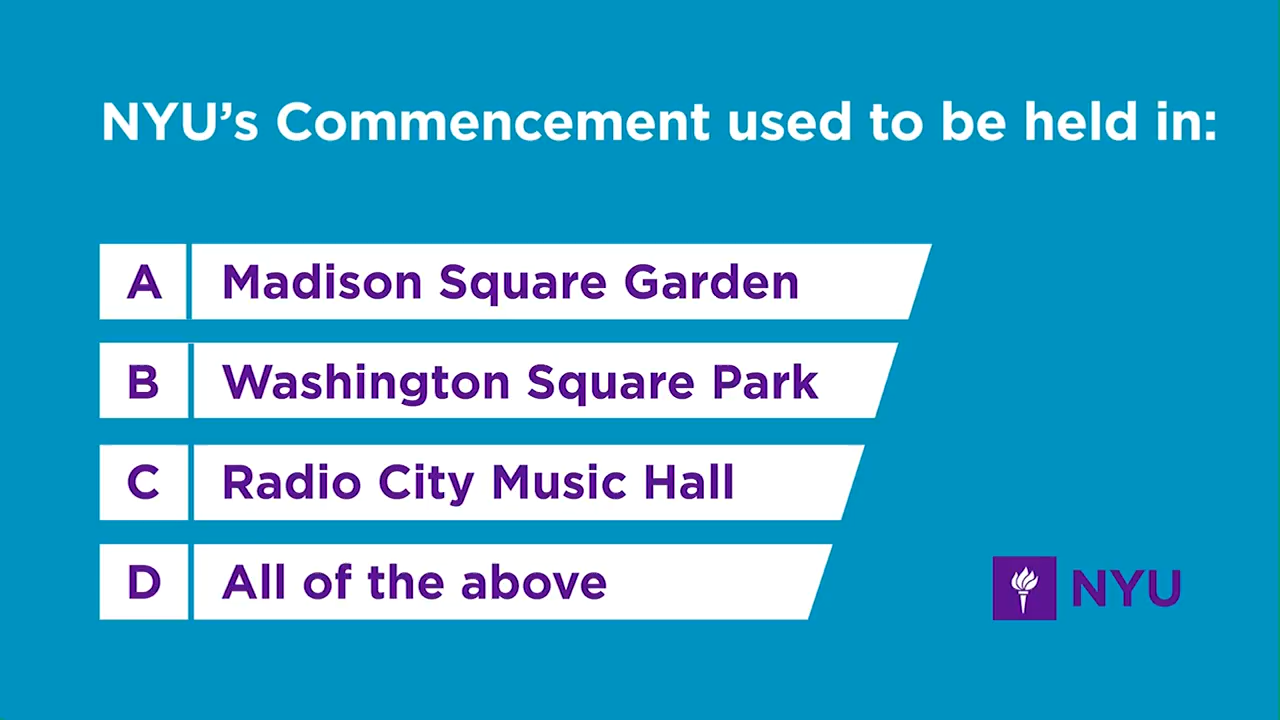 NYU’s Commencement used to be held in:
A Madison Square Garden
B Washington Square Park
C Radio City Music Hall
D All of the above
NYU